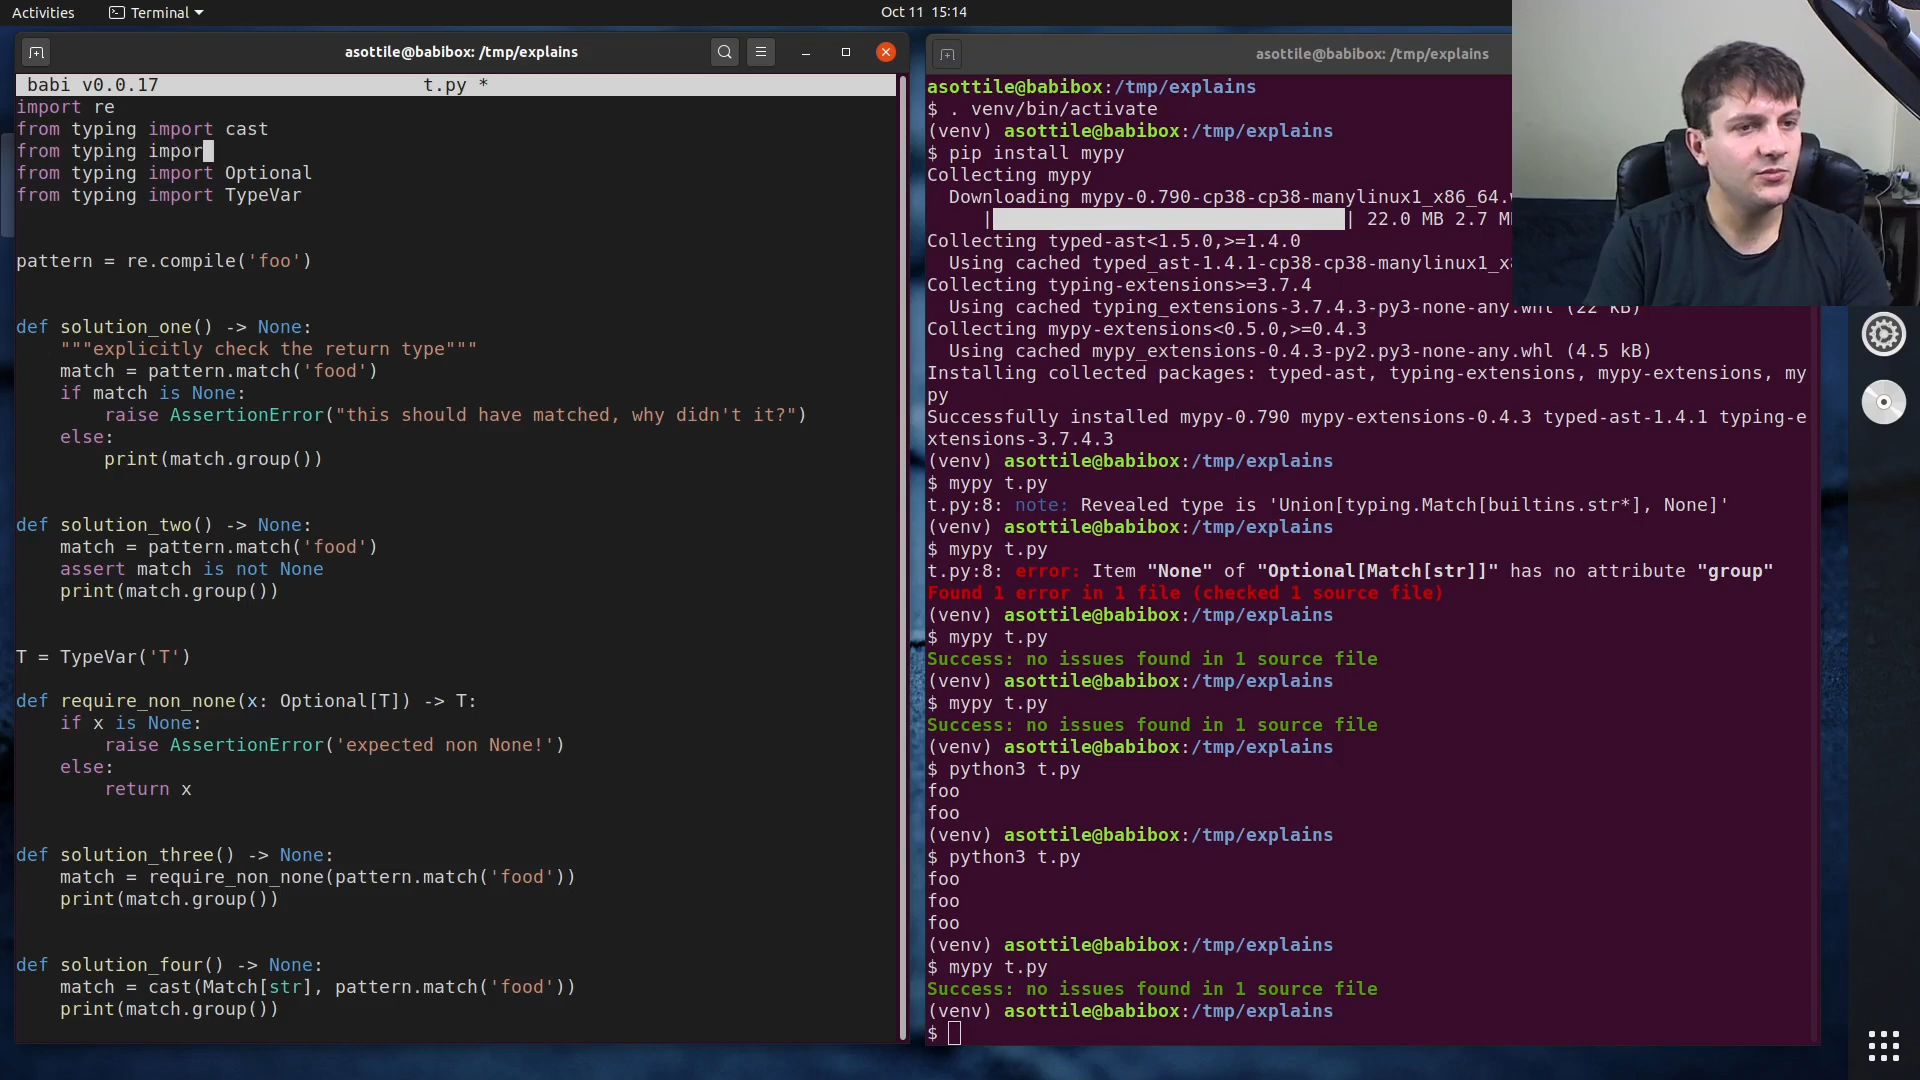 Activities
Terminal
Oct 11 15:14
asottile@babibox: /tmp/explains
babi v0.0.17 t.py *
import re
from typing import cast
from typing impor
from typing import Optional
from typing import TypeVar
pattern = re.compile('foo')
def solution_one() -> None:
"""explicitly check the return type"""
match = pattern.match('food')
if match is None:
raise AssertionError("this should have matched, why didn't it?")
else:
print(match.group())
def solution_two() -> None:
match = pattern.match('food')
assert match is not None
print(match.group())
T = TypeVar('T')
def require_non_none(x: Optional[T]) -> T:
if x is None:
raise AssertionError('expected non None!')
else:
return x
def solution_three() -> None:
match = require_non_none(pattern.match('food'))
print(match.group())
def solution_four() -> None:
match = cast(Match[str], pattern.match('food'))
print(match.group())
asottile@babibox: /tmp/explains
asottile@babibox:/tmp/explains
$ . venv/bin/activate
(venv) asottile@babibox:/tmp/explains
$ pip install mypy
Collecting mypy
Downloading mypy-0.790-cp38-cp38-manylinux1_x86_64.
| | 22.0 MB 2.7 M
Collecting typed-ast<1.5.0,>=1.4.0
Using cached typed_ast-1.4.1-cp38-cp38-manylinux1_x
Collecting typing-extensions>=3.7.4
Using cached typing_extensions-3.7.4.3-py3-none-any.whl (22 kB)
Collecting mypy-extensions<0.5.0,>=0.4.3
Using cached mypy_extensions-0.4.3-py2.py3-none-any.whl (4.5 kB)
Installing collected packages: typed-ast, typing-extensions, mypy-extensions, my
py
Successfully installed mypy-0.790 mypy-extensions-0.4.3 typed-ast-1.4.1 typing-e
xtensions-3.7.4.3
(venv) asottile@babibox:/tmp/explains
$ mypy t.py
t.py:8: note: Revealed type is 'Union[typing.Match[builtins.str*], None]'
(venv) asottile@babibox:/tmp/explains
$ mypy t.py
t.py:8: error: Item "None" of "Optional[Match[str]]" has no attribute "group"
Found 1 error in 1 file (checked 1 source file)
(venv) asottile@babibox:/tmp/explains
$ mypy t.py
Success: no issues found in 1 source file
(venv) asottile@babibox:/tmp/explains
$ mypy t.py
Success: no issues found in 1 source file
(venv) asottile@babibox:/tmp/explains
$ python3 t.py
foo
foo
(venv) asottile@babibox:/tmp/explains
$ python3 t.py
foo
foo
foo
(venv) asottile@babibox:/tmp/explains
$ mypy t.py
Success: no issues found in 1 source file
(venv) asottile@babibox:/tmp/explains
$